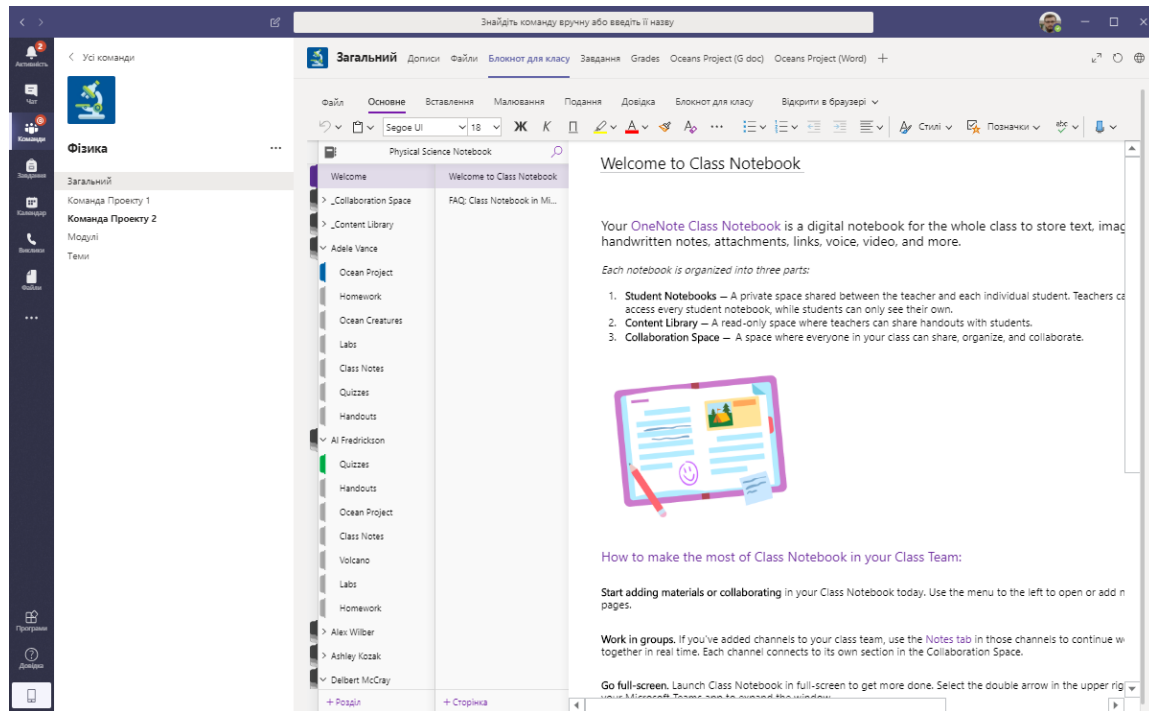 Знайдіть команду вручну або введіть її назву
2
Активність
Чат
Команди
Завдання
Календар
Виклики
Файли
Програми
Довідка
Усі команди
Фізика
Загальний
Команда Проекту 1
Команда Проекту 2
Модулі
Теми
Загальний Дописи Файли Блокнот для класу Завдання Grades Oceans Project (G doc) Oceans Project (Word)
Файл Основне Вставлення Малювання Подання Довідка Блокнот для класу Відкрити в браузері
Segoe UI 18 Ж К П A A Стилі Позначки abc
Physical Science Notebook
Welcome
_Collaboration Space
_Content Library
Adele Vance
Ocean Project
Homework
Ocean Creatures
Labs
Class Notes
Quizzes
Handouts
Al Fredrickson
Quizzes
Handouts
Ocean Project
Class Notes
Volcano
Labs
Homework
Alex Wilber
Ashley Kozak
Delbert McCray
+ Розділ
Welcome to Class Notebook
FAQ: Class Notebook in Mi...
+ Сторінка
Welcome to Class Notebook
Your OneNote Class Notebook is a digital notebook for the whole class to store text, imag
handwritten notes, attachments, links, voice, video, and more.
Each notebook is organized into three parts:
1. Student Notebooks — A private space shared between the teacher and each individual student. Teachers ca
access every student notebook, while students can only see their own.
2. Content Library — A read-only space where teachers can share handouts with students.
3. Collaboration Space — A space where everyone in your class can share, organize, and collaborate.
How to make the most of Class Notebook in your Class Team:
Start adding materials or collaborating in your Class Notebook today. Use the menu to the left to open or add n
pages.
Work in groups. If you've added channels to your class team, use the Notes tab in those channels to continue w
together in real time. Each channel connects to its own section in the Collaboration Space.
Go full-screen. Launch Class Notebook in full-screen to get more done. Select the double arrow in the upper rig
your Microsoft Teams app to expand the window.